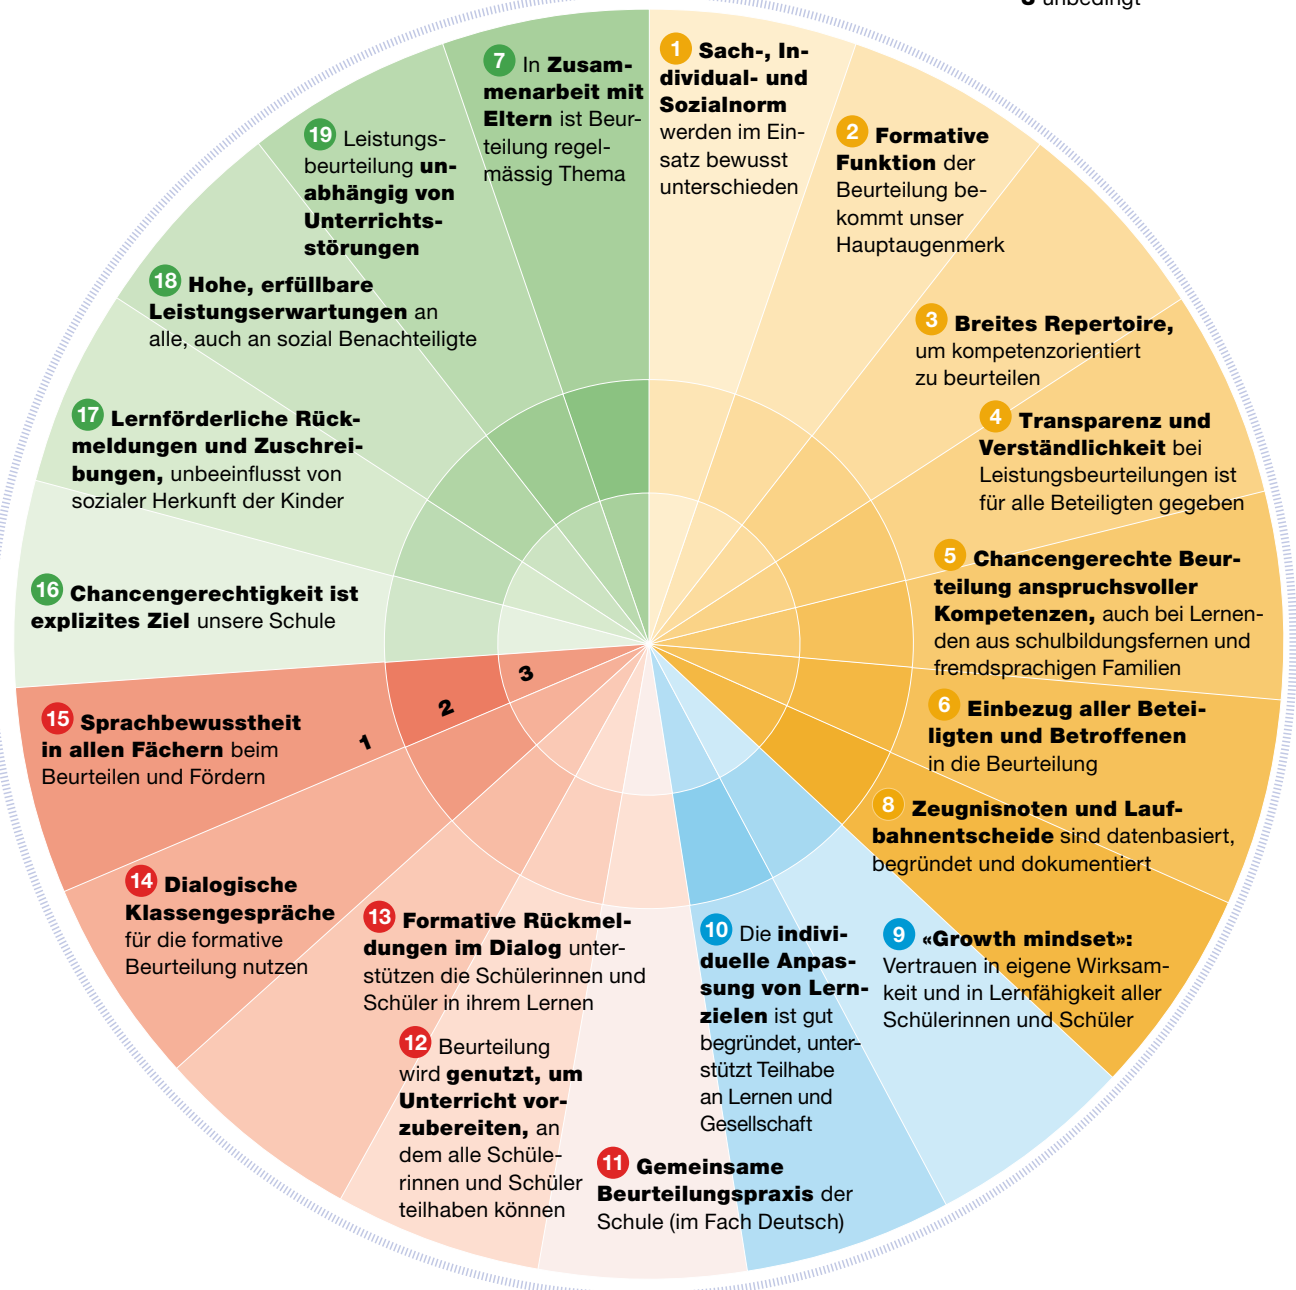 3 unbedingt
7 In Zusam-
menarbeit mit
Eltern ist Beur-
teilung regel-
mässig Thema
1 Sach-, In-
dividual- und
Sozialnorm
werden im Ein-
satz bewusst
unterschieden
2 Formative
Funktion der
Beurteilung be-
kommt unser
Hauptaugenmerk
3 Breites Repertoire,
um kompetenzorientiert
zu beurteilen
4 Transparenz und
Verständlichkeit bei
Leistungsbeurteilungen ist
für alle Beteiligten gegeben
5 Chancengerechte Beur-
teilung anspruchsvoller
Kompetenzen, auch bei Lernen-
den aus schulbildungsfernen und
fremdsprachigen Familien
6 Einbezug aller Betei-
ligten und Betroffenen
in die Beurteilung
8 Zeugnisnoten und Lauf-
bahnentscheide sind datenbasiert,
begründet und dokumentiert
9 «Growth mindset»:
Vertrauen in eigene Wirksam-
keit und in Lernfähigkeit aller
Schülerinnen und Schüler
10 Die indivi-
duelle Anpas-
sung von Lern-
zielen ist gut
begründet, unter-
stützt Teilhabe
an Lernen und
Gesellschaft
11 Gemeinsame
Beurteilungspraxis der
Schule (im Fach Deutsch)
12 Beurteilung
wird genutzt, um
Unterricht vor-
zubereiten, an
dem alle Schüle-
rinnen und Schüler
teilhaben können
13 Formative Rückmel-
dungen im Dialog unter-
stützen die Schülerinnen und
Schüler in ihrem Lernen
14 Dialogische
Klassengespräche
für die formative
Beurteilung nutzen
15 Sprachbewusstheit
in allen Fächern beim
Beurteilen und Fördern
1
2
3
16 Chancengerechtigkeit ist
explizites Ziel unsere Schule
17 Lernförderliche Rück-
meldungen und Zuschrei-
bungen, unbeeinflusst von
sozialer Herkunft der Kinder
18 Hohe, erfüllbare
Leistungserwartungen an
alle, auch an sozial Benachteiligte
19 Leistungs-
beurteilung un-
abhängig von
Unterrichts-
störungen